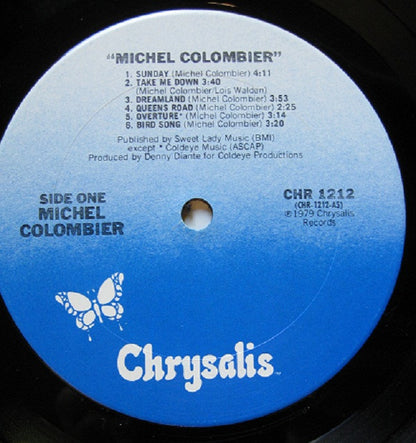 "MICHEL COLOMBIER"
1. SUNDAY (Michel Colombier) 4:11
2. TAKE ME DOWN 3:40
(Michel Colombier/Lois Walden)
3. DREAMLAND (Michel Colombier) 3:53
4. QUEENS ROAD (Michel Colombier) 2:25
5. OVERTURE* (Michel Colombier) 3:14
6. BIRD SONG (Michel Colombier) 3:20
Published by Sweet Lady Music (BMI)
except * Coldeye Music (ASCAP)
Produced by Denny Diante for Coldeye Productions
SIDE ONE
MICHEL
COLOMBIER
CHR 1212
(CHR-1212-AS)
℗1979 Chrysalis
Records
Chrysalis™